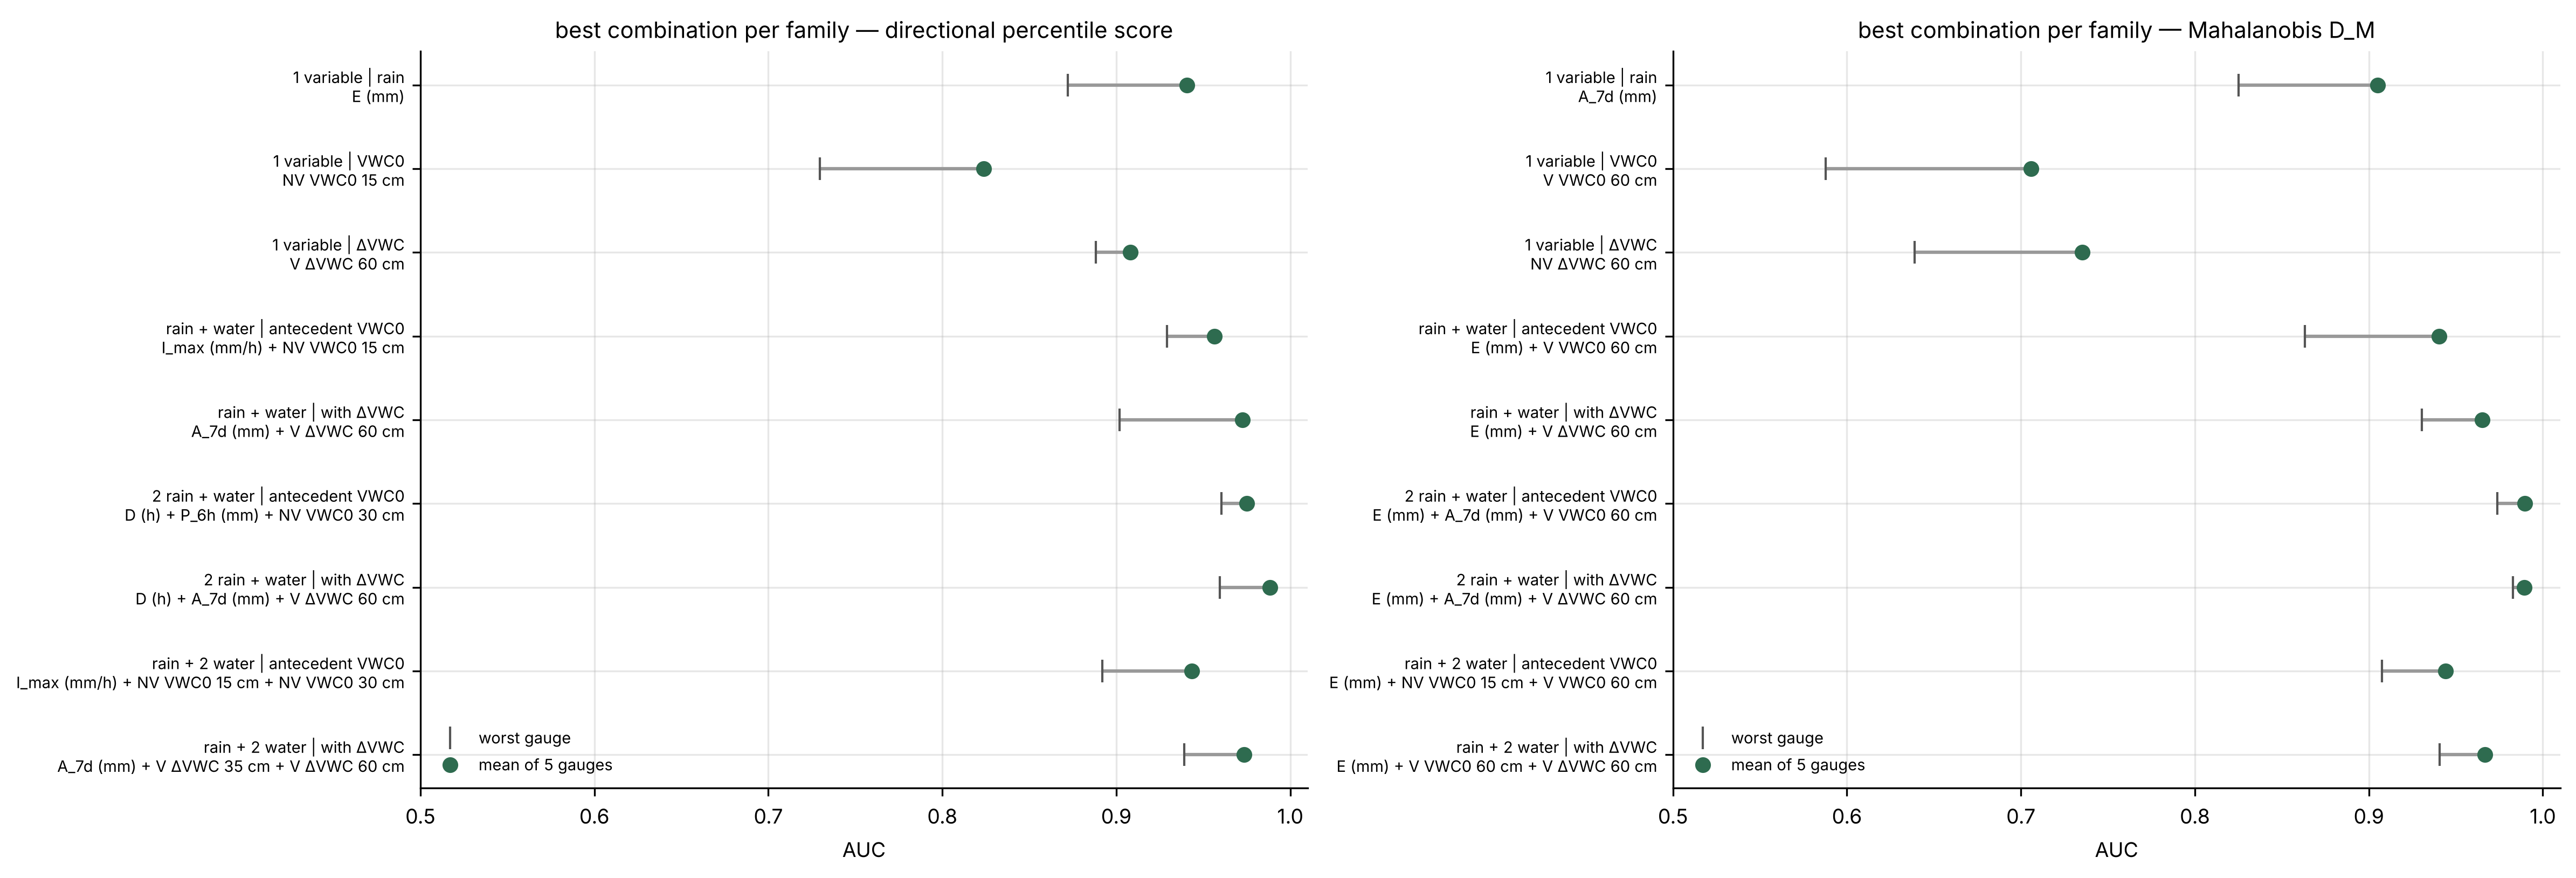 best combination per family — directional percentile score
1 variable | rain
E (mm)
1 variable | VWC0
NV VWC0 15 cm
1 variable | ΔVWC
V ΔVWC 60 cm
rain + water | antecedent VWC0
I_max (mm/h) + NV VWC0 15 cm
rain + water | with ΔVWC
A_7d (mm) + V ΔVWC 60 cm
2 rain + water | antecedent VWC0
D (h) + P_6h (mm) + NV VWC0 30 cm
2 rain + water | with ΔVWC
D (h) + A_7d (mm) + V ΔVWC 60 cm
rain + 2 water | antecedent VWC0
I_max (mm/h) + NV VWC0 15 cm + NV VWC0 30 cm
rain + 2 water | with ΔVWC
A_7d (mm) + V ΔVWC 35 cm + V ΔVWC 60 cm
worst gauge
mean of 5 gauges
0.5 0.6 0.7 0.8 0.9 1.0
AUC
best combination per family — Mahalanobis D_M
1 variable | rain
A_7d (mm)
1 variable | VWC0
V VWC0 60 cm
1 variable | ΔVWC
NV ΔVWC 60 cm
rain + water | antecedent VWC0
E (mm) + V VWC0 60 cm
rain + water | with ΔVWC
E (mm) + V ΔVWC 60 cm
2 rain + water | antecedent VWC0
E (mm) + A_7d (mm) + V VWC0 60 cm
2 rain + water | with ΔVWC
E (mm) + A_7d (mm) + V ΔVWC 60 cm
rain + 2 water | antecedent VWC0
E (mm) + NV VWC0 15 cm + V VWC0 60 cm
rain + 2 water | with ΔVWC
E (mm) + V VWC0 60 cm + V ΔVWC 60 cm
worst gauge
mean of 5 gauges
0.5 0.6 0.7 0.8 0.9 1.0
AUC